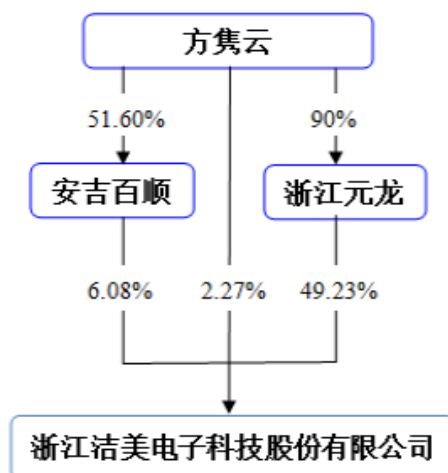 方隽云
51.60%
90%
安吉百顺
浙江元龙
6.08%
2.27%
49.23%
浙江洁美电子科技股份有限公司